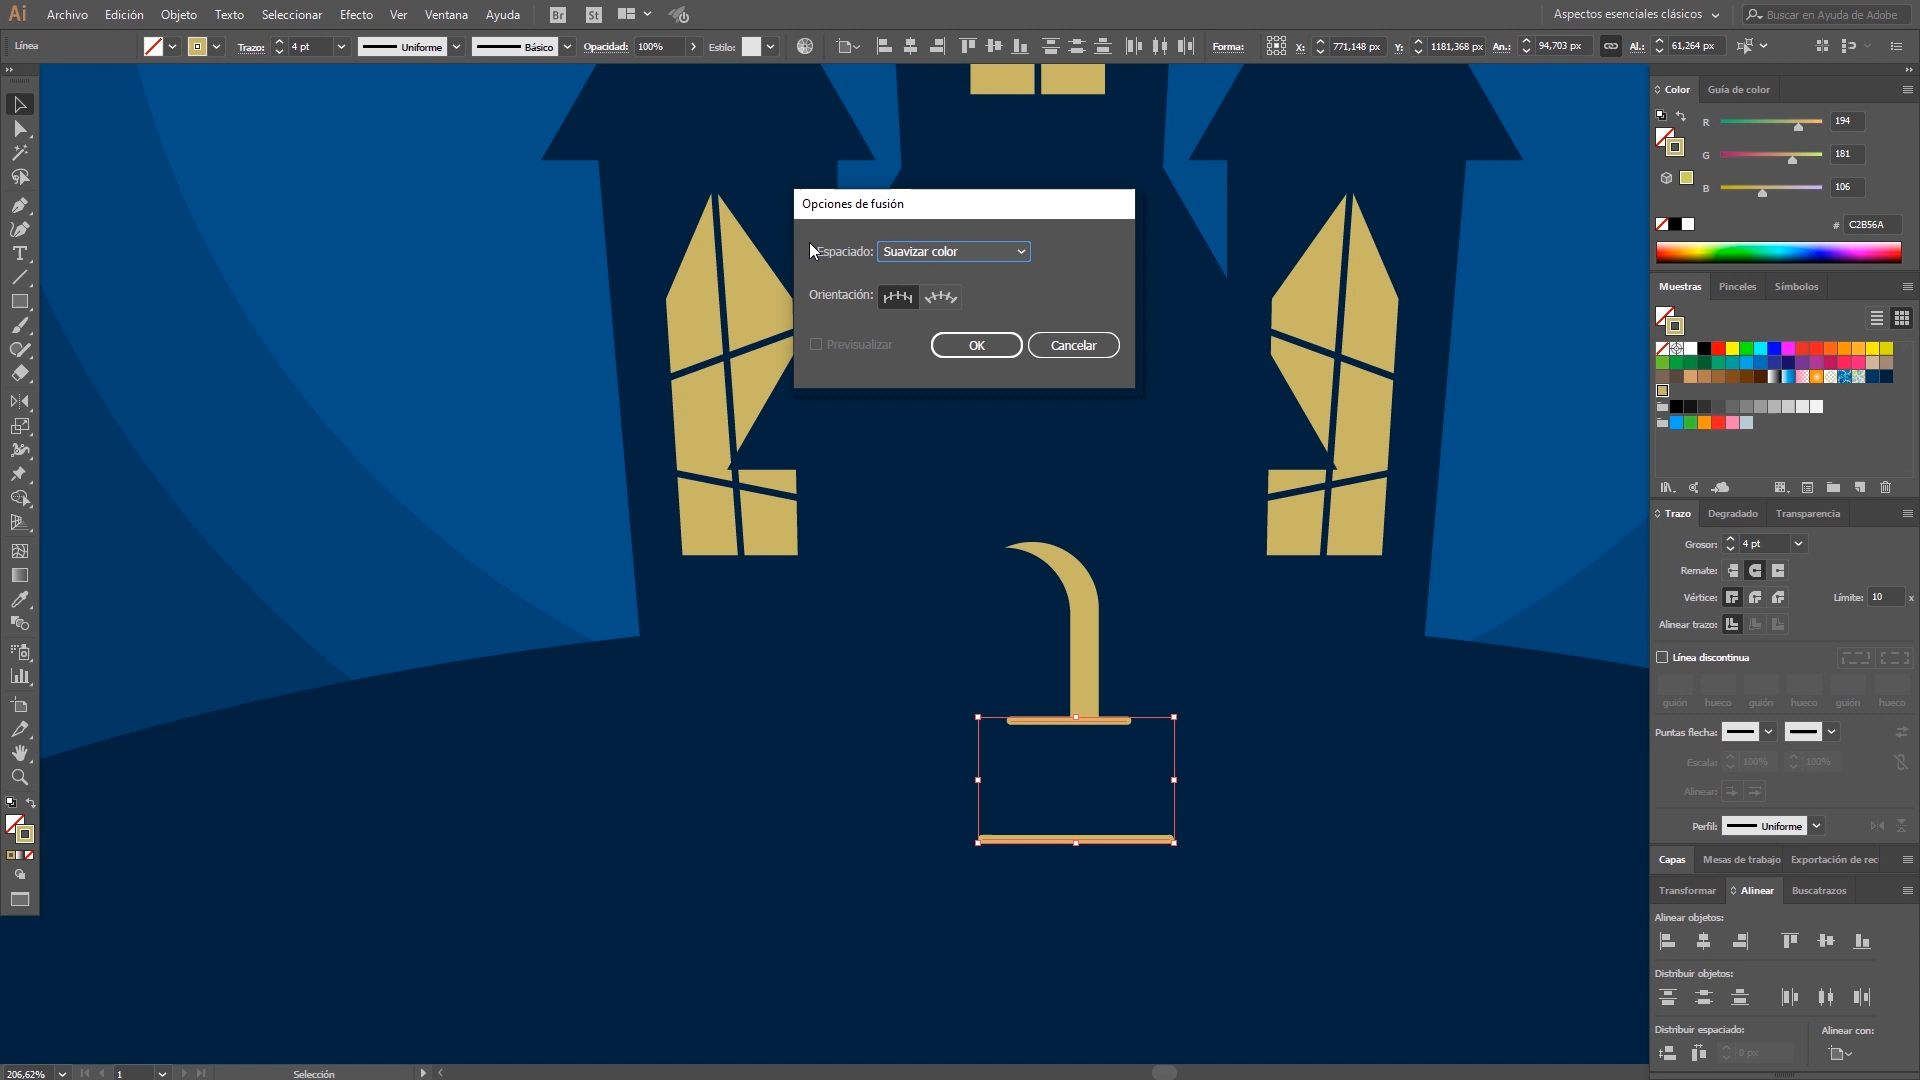 Ai Archivo Edición Objeto Texto Seleccionar Efecto Ver Ventana Ayuda Br St Aspectos esenciales clásicos Buscar en Ayuda de Adobe
Línea Trazo: 4 pt Uniforme Básico Opacidad: 100% Estilo: Forma: X: 771,148 px Y: 1181,368 px An.: 94,703 px Al.: 61,264 px
Color Guía de color
R 194
G 181
B 106
# C2B56A
Muestras Pinceles Símbolos
Opciones de fusión
Espaciado: Suavizar color
Orientación:
Previsualizar OK Cancelar
Trazo Degradado Transparencia
Grosor: 4 pt
Remate:
Vértice: Límite: 10 x
Alinear trazo:
Línea discontinua
guión hueco guión hueco guión hueco
Puntas flecha:
Escala: 100% 100%
Alinear:
Perfil: Uniforme
Capas Mesas de trabajo Exportación de rec
Transformar Alinear Buscatrazos
Alinear objetos:
Distribuir objetos:
Distribuir espaciado: Alinear con:
0 px
206,62% 1 Selección